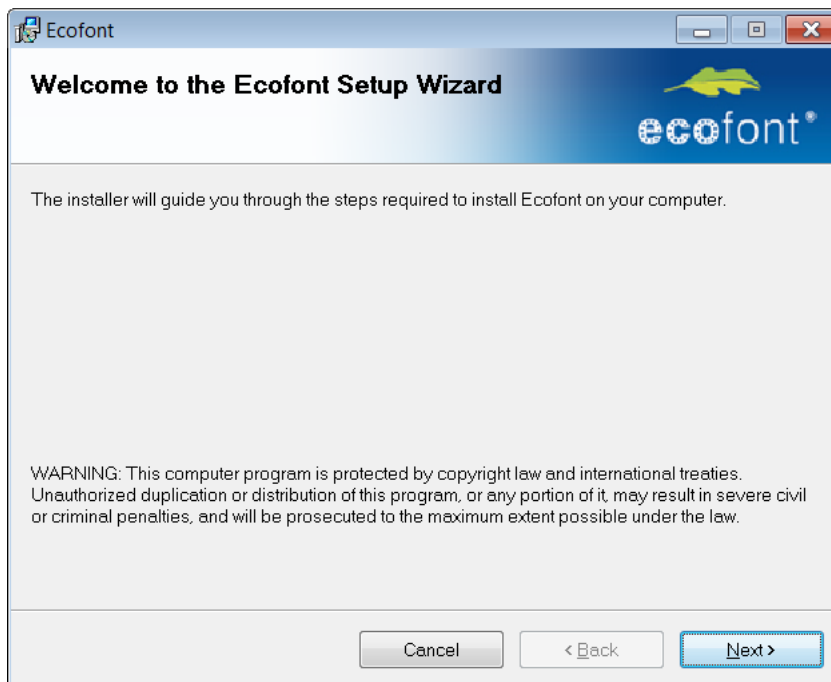 Ecofont
Welcome to the Ecofont Setup Wizard
ecofont®
The installer will guide you through the steps required to install Ecofont on your computer.
WARNING: This computer program is protected by copyright law and international treaties.
Unauthorized duplication or distribution of this program, or any portion of it, may result in severe civil
or criminal penalties, and will be prosecuted to the maximum extent possible under the law.
Cancel
< Back
Next >